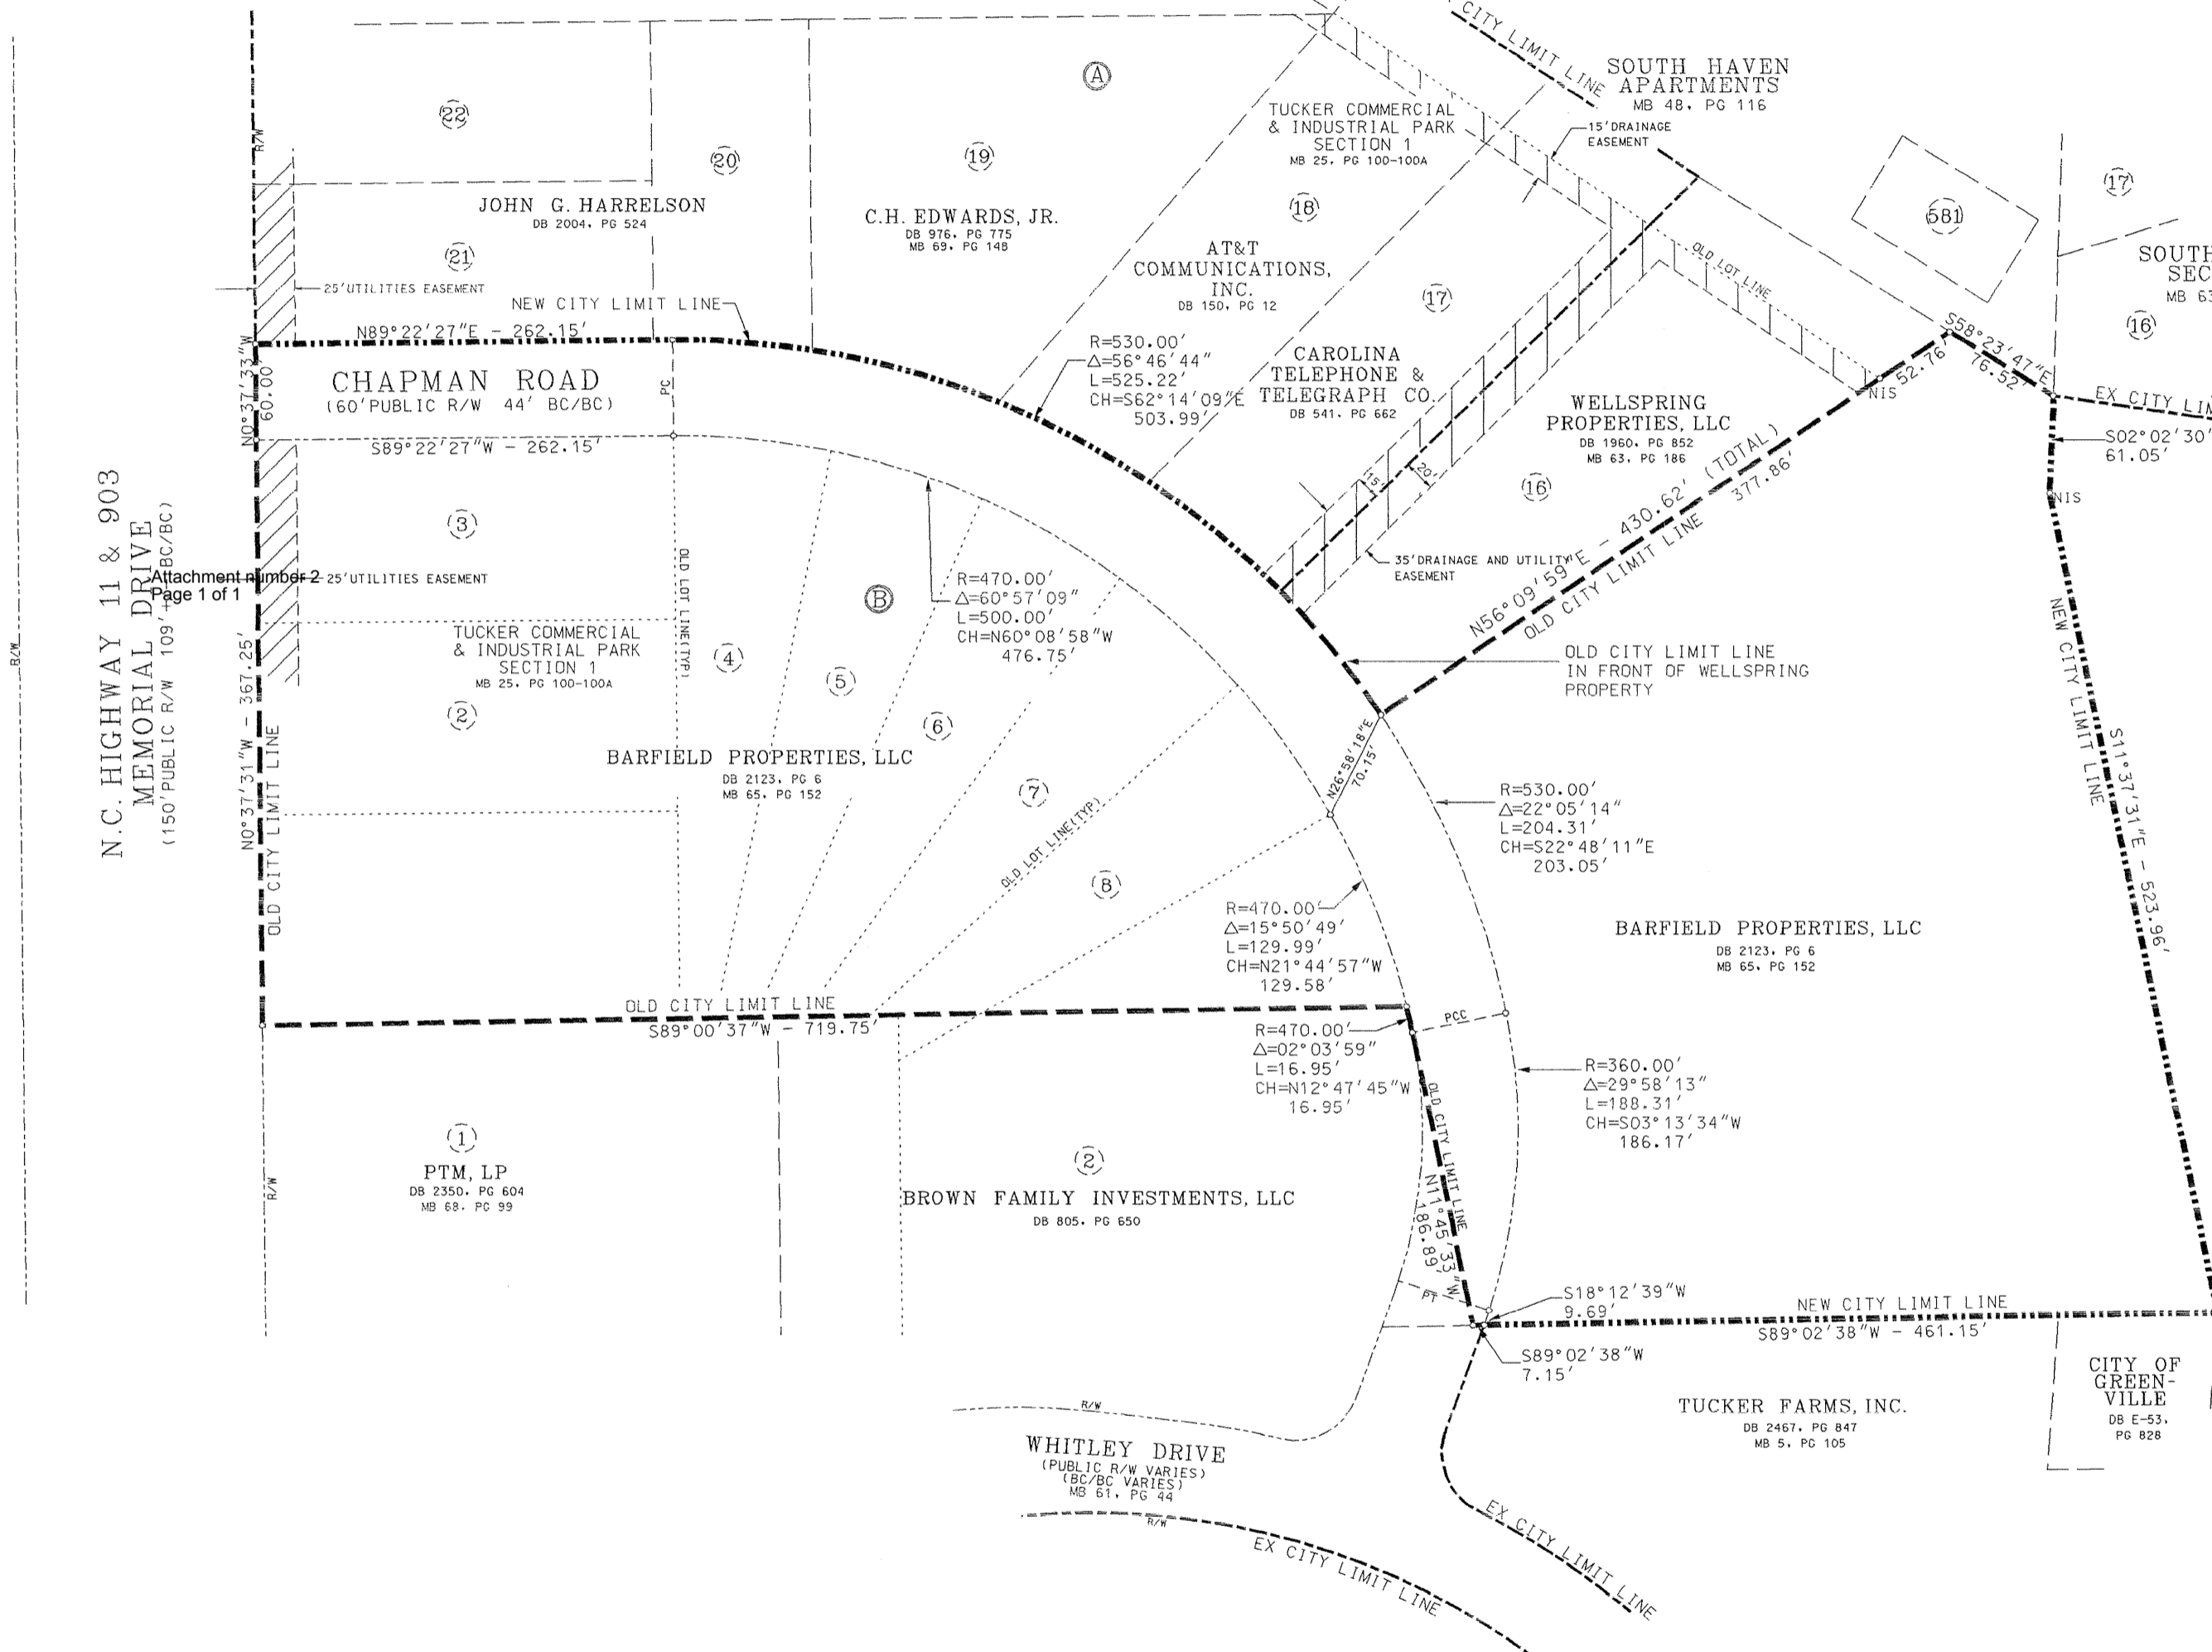 CITY LIMIT LINE
SOUTH HAVEN
APARTMENTS
MB 48, PG 116
15'DRAINAGE
EASEMENT
A
TUCKER COMMERCIAL
& INDUSTRIAL PARK
SECTION 1
MB 25, PG 100-100A
22
20
19
18
17
581
17
R/W
JOHN G. HARRELSON
DB 2004, PG 524
21
C.H. EDWARDS, JR.
DB 976, PG 775
MB 69, PG 148
AT&T
COMMUNICATIONS,
INC.
DB 150, PG 12
OLD LOT LINE
SOUTH
SEC
MB 63
16
25'UTILITIES EASEMENT
NEW CITY LIMIT LINE
N89°22'27"E - 262.15'
N0°37'33"W
60.00'
CHAPMAN ROAD
(60'PUBLIC R/W 44' BC/BC)
PC
S89°22'27"W - 262.15'
R=530.00'
Δ=56°46'44"
L=525.22'
CH=S62°14'09"E
503.99'
CAROLINA
TELEPHONE &
TELEGRAPH CO.
DB 541, PG 662
WELLSPRING
PROPERTIES, LLC
DB 1960, PG 852
MB 63, PG 186
16
15'
20'
52.76'
NIS
S58°23'47"E
76.52'
EX CITY LIM
S02°02'30"
61.05'
NIS
N56°09'59"E - 430.62' (TOTAL)
377.86'
OLD CITY LIMIT LINE
35'DRAINAGE AND UTILITY
EASEMENT
OLD CITY LIMIT LINE
IN FRONT OF WELLSPRING
PROPERTY
N.C. HIGHWAY 11 & 903
MEMORIAL DRIVE
(150'PUBLIC R/W 109'+ BC/BC)
R/W
Attachment number 2
Page 1 of 1
25'UTILITIES EASEMENT
3
OLD LOT LINE(TYP)
B
R=470.00'
Δ=60°57'09"
L=500.00'
CH=N60°08'58"W
476.75'
TUCKER COMMERCIAL
& INDUSTRIAL PARK
SECTION 1
MB 25, PG 100-100A
2
4
5
6
7
8
BARFIELD PROPERTIES, LLC
DB 2123, PG 6
MB 65, PG 152
OLD LOT LINE(TYP)
N0°37'31"W - 367.25'
OLD CITY LIMIT LINE
N26°58'18"E
70.15'
R=530.00'
Δ=22°05'14"
L=204.31'
CH=S22°48'11"E
203.05'
R=470.00'
Δ=15°50'49"
L=129.99'
CH=N21°44'57"W
129.58'
BARFIELD PROPERTIES, LLC
DB 2123, PG 6
MB 65, PG 152
NEW CITY LIMIT LINE
S11°37'31"E - 523.96'
OLD CITY LIMIT LINE
S89°00'37"W - 719.75'
R=470.00'
Δ=02°03'59"
L=16.95'
CH=N12°47'45"W
16.95'
PCC
R=360.00'
Δ=29°58'13"
L=188.31'
CH=S03°13'34"W
186.17'
OLD CITY LIMIT LINE
N11°45'33"W
186.89'
1
PTM, LP
DB 2350, PG 604
MB 68, PG 99
R/W
2
BROWN FAMILY INVESTMENTS, LLC
DB 805, PG 650
PT
S18°12'39"W
9.69'
NEW CITY LIMIT LINE
S89°02'38"W - 461.15'
S89°02'38"W
7.15'
CITY OF
GREEN-
VILLE
DB E-53,
PG 828
TUCKER FARMS, INC.
DB 2467, PG 847
MB 5, PG 105
R/W
WHITLEY DRIVE
(PUBLIC R/W VARIES)
(BC/BC VARIES)
MB 61, PG 44
R/W
EX CITY LIMIT LINE
EX CITY LIMIT LINE